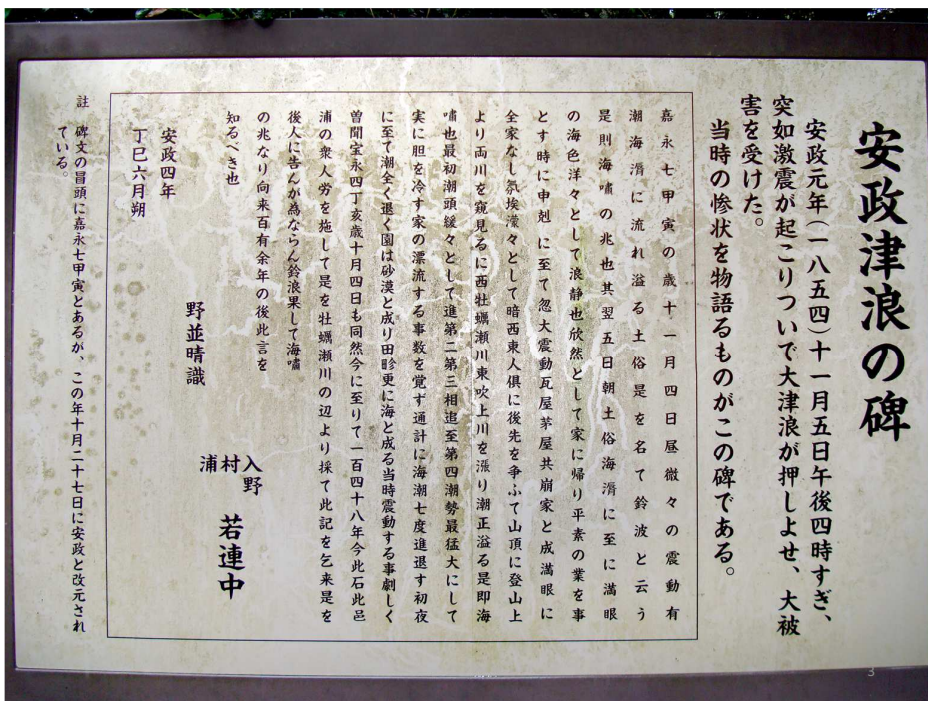 安政津浪の碑
安政元年（一八五四）十一月五日午後四時すぎ、
突如激震が起こりついで大津浪が押しよせ、大被
害を受けた。
当時の惨状を物語るものがこの碑である。
嘉永七甲寅の歳十一月四日昼微々の震動有
潮海滑に流れ溢る土俗是を名て鈴波と云う
是則海嘯の兆也其翌五日朝土俗海滑に至に満眼
の海色洋々として浪静也欣然として家に帰り平素の業を事
とす時に申剋に至て忽大震動瓦屋茅屋共崩家と成満眼に
全家なし氛埃濛々として暗西東人倶に後先を争ふて山頂に登山上
より両川を窺見るに西牡蠣瀬川東吹上川を漲り潮正溢る是即海
嘯也最初潮頭緩々として進第二第三相追至第四潮勢最猛大にして
実に胆を冷す家の漂流する事数を覚ず通計に海潮七度進退す初夜
に至て潮全く退く園は砂漠と成り田畛更に海と成る当時震動する事劇しく
曽聞宝永四丁亥歳十月四日も同然今に至りて一百四十八年今此石此邑
浦の衆人労を施して是を牡蠣瀬川の辺より採て此記を乞来是を
後人に告んが為ならん鈴浪果して海嘯
の兆なり向来百有余年の後此言を
知るべき也
安政四年
丁巳六月朔
野並晴識
入野
村
浦
若連中
註 碑文の冒頭に嘉永七甲寅とあるが、この年十月二十七日に安政と改元され
ている。
3